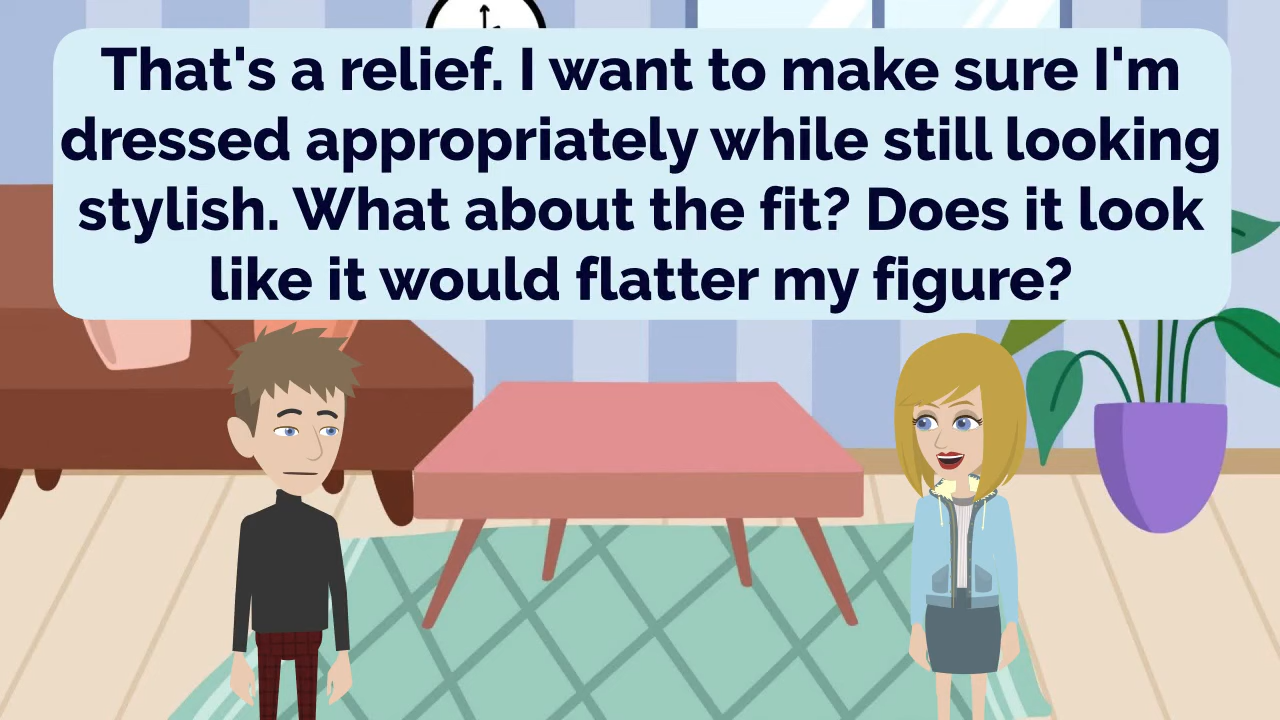 That's a relief. I want to make sure I'm
dressed appropriately while still looking
stylish. What about the fit? Does it look
like it would flatter my figure?